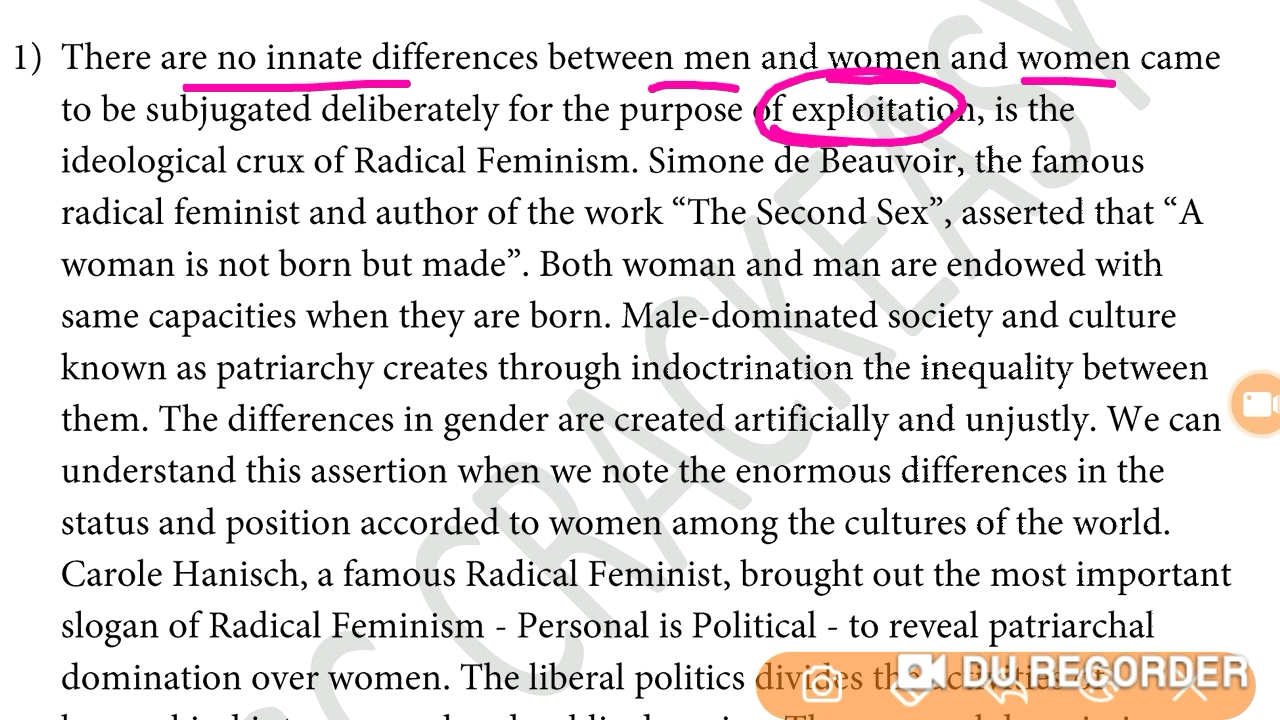 1) There are no innate differences between men and women and women came
to be subjugated deliberately for the purpose of exploitation, is the
ideological crux of Radical Feminism. Simone de Beauvoir, the famous
radical feminist and author of the work “The Second Sex”, asserted that “A
woman is not born but made”. Both woman and man are endowed with
same capacities when they are born. Male-dominated society and culture
known as patriarchy creates through indoctrination the inequality between
them. The differences in gender are created artificially and unjustly. We can
understand this assertion when we note the enormous differences in the
status and position accorded to women among the cultures of the world.
Carole Hanisch, a famous Radical Feminist, brought out the most important
slogan of Radical Feminism - Personal is Political - to reveal patriarchal
domination over women. The liberal politics divides the
DU RECORDER
CRACKEASY